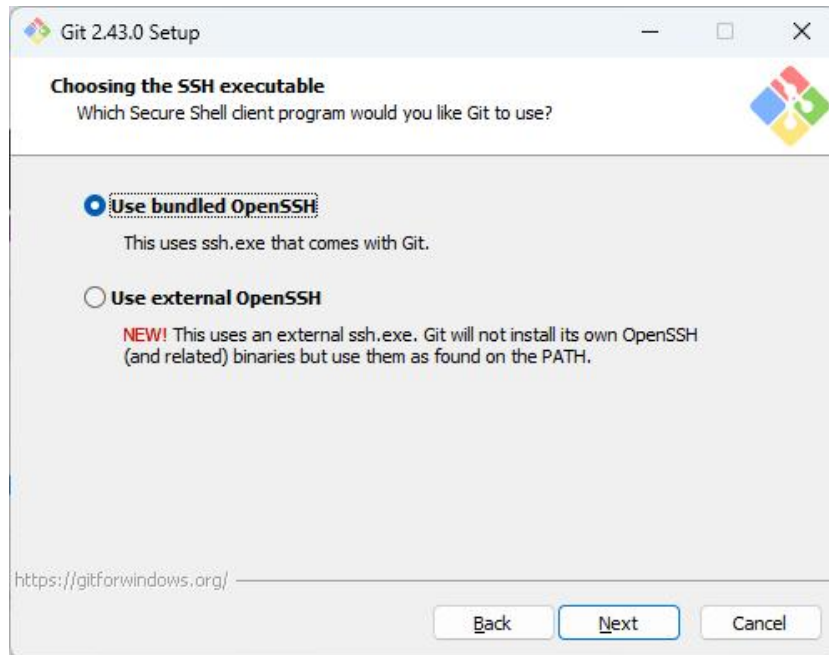 Git 2.43.0 Setup
Choosing the SSH executable
Which Secure Shell client program would you like Git to use?
Use bundled OpenSSH
This uses ssh.exe that comes with Git.
Use external OpenSSH
NEW! This uses an external ssh.exe. Git will not install its own OpenSSH
(and related) binaries but use them as found on the PATH.
https://gitforwindows.org/
Back Next Cancel